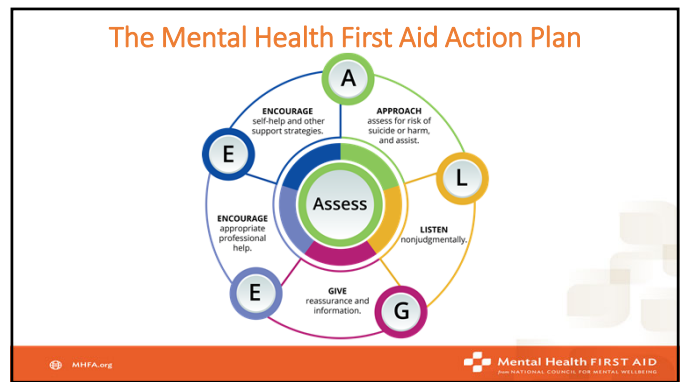 The Mental Health First Aid Action Plan
A
APPROACH
assess for risk of
suicide or harm,
and assist.
L
LISTEN
nonjudgmentally.
G
GIVE
reassurance and
information.
E
ENCOURAGE
appropriate
professional
help.
E
ENCOURAGE
self-help and other
support strategies.
Assess
MHFA.org
Mental Health FIRST AID
from NATIONAL COUNCIL FOR MENTAL WELLBEING